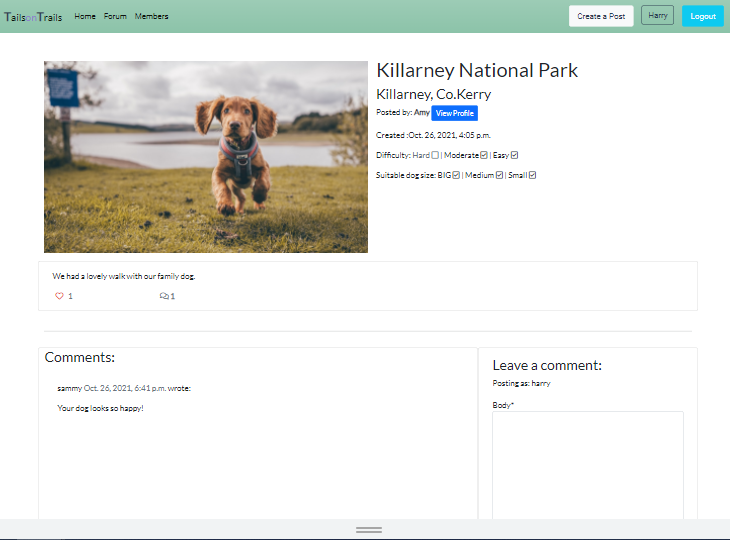 TailsonTrails Home Forum Members Create a Post Harry Logout
Killarney National Park
Killarney, Co.Kerry
Posted by: Amy View Profile
Created :Oct. 26, 2021, 4:05 p.m.
Difficulty: Hard | Moderate | Easy
Suitable dog size: BIG | Medium | Small
We had a lovely walk with our family dog.
1 1
Comments:
sammy Oct. 26, 2021, 6:41 p.m. wrote:
Your dog looks so happy!
Leave a comment:
Posting as: harry
Body*